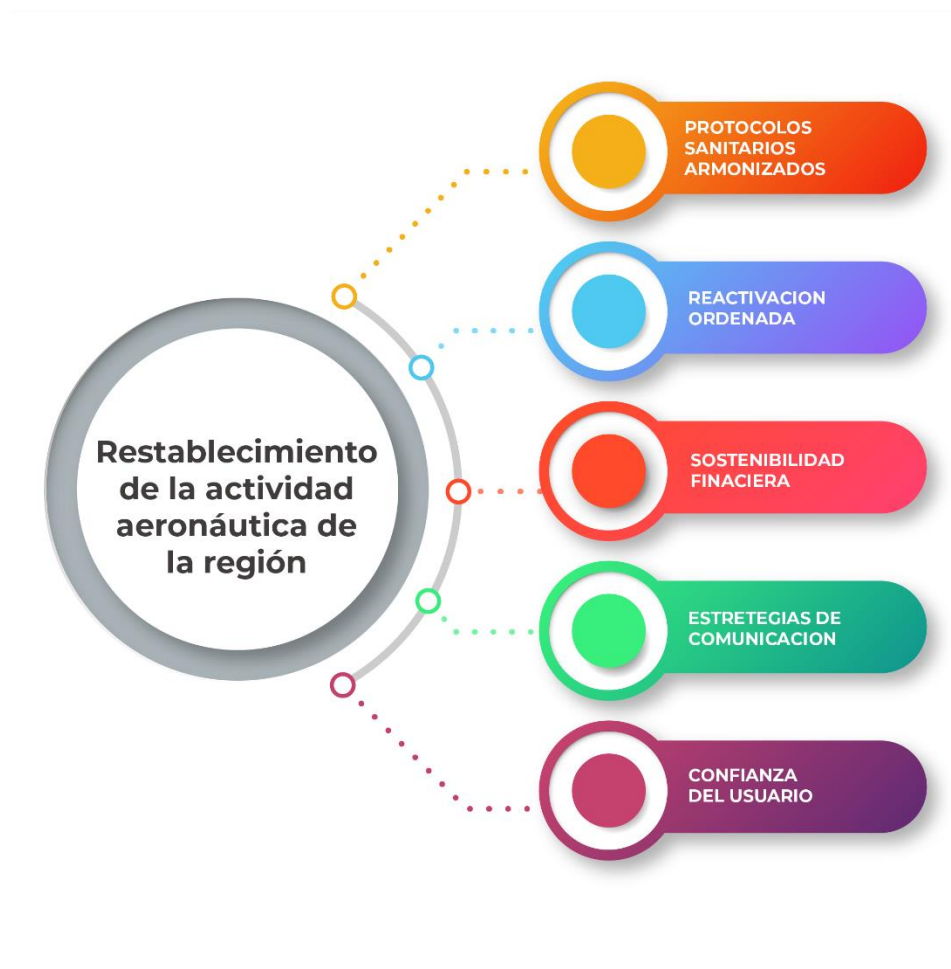 PROTOCOLOS
SANITARIOS
ARMONIZADOS
REACTIVACION
ORDENADA
Restablecimiento
de la actividad
aeronáutica de
la región
SOSTENIBILIDAD
FINACIERA
ESTRETEGIAS DE
COMUNICACION
CONFIANZA
DEL USUARIO